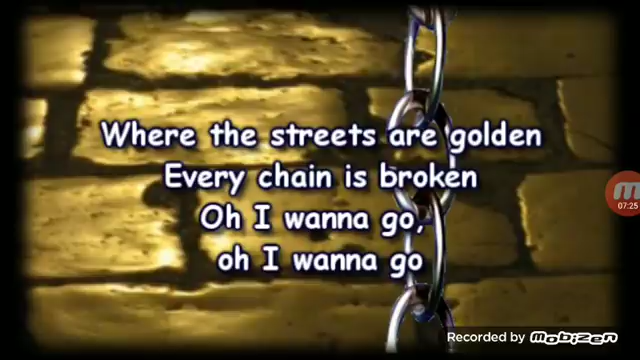 Where the streets are golden
Every chain is broken
Oh I wanna go,
oh I wanna go
07:25
Recorded by mobizen